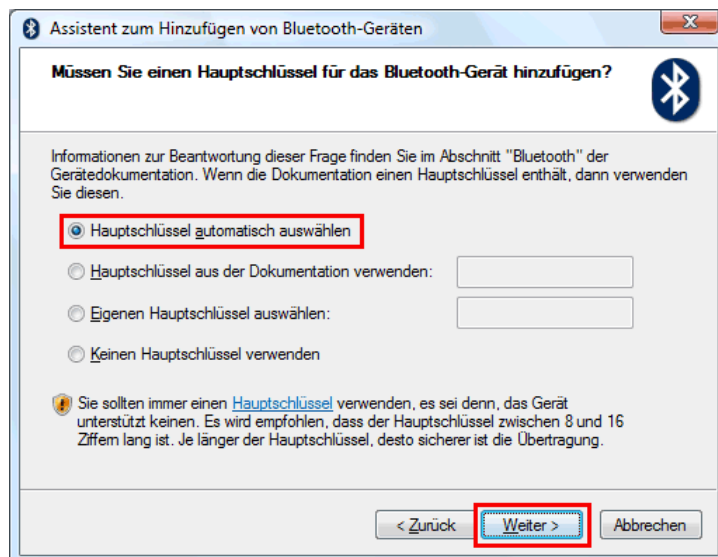 Assistent zum Hinzufügen von Bluetooth-Geräten
Müssen Sie einen Hauptschlüssel für das Bluetooth-Gerät hinzufügen?
Informationen zur Beantwortung dieser Frage finden Sie im Abschnitt "Bluetooth" der
Gerätedokumentation. Wenn die Dokumentation einen Hauptschlüssel enthält, dann verwenden
Sie diesen.
Hauptschlüssel automatisch auswählen
Hauptschlüssel aus der Dokumentation verwenden:
Eigenen Hauptschlüssel auswählen:
Keinen Hauptschlüssel verwenden
Sie sollten immer einen Hauptschlüssel verwenden, es sei denn, das Gerät
unterstützt keinen. Es wird empfohlen, dass der Hauptschlüssel zwischen 8 und 16
Ziffern lang ist. Je länger der Hauptschlüssel, desto sicherer ist die Übertragung.
< Zurück Weiter > Abbrechen